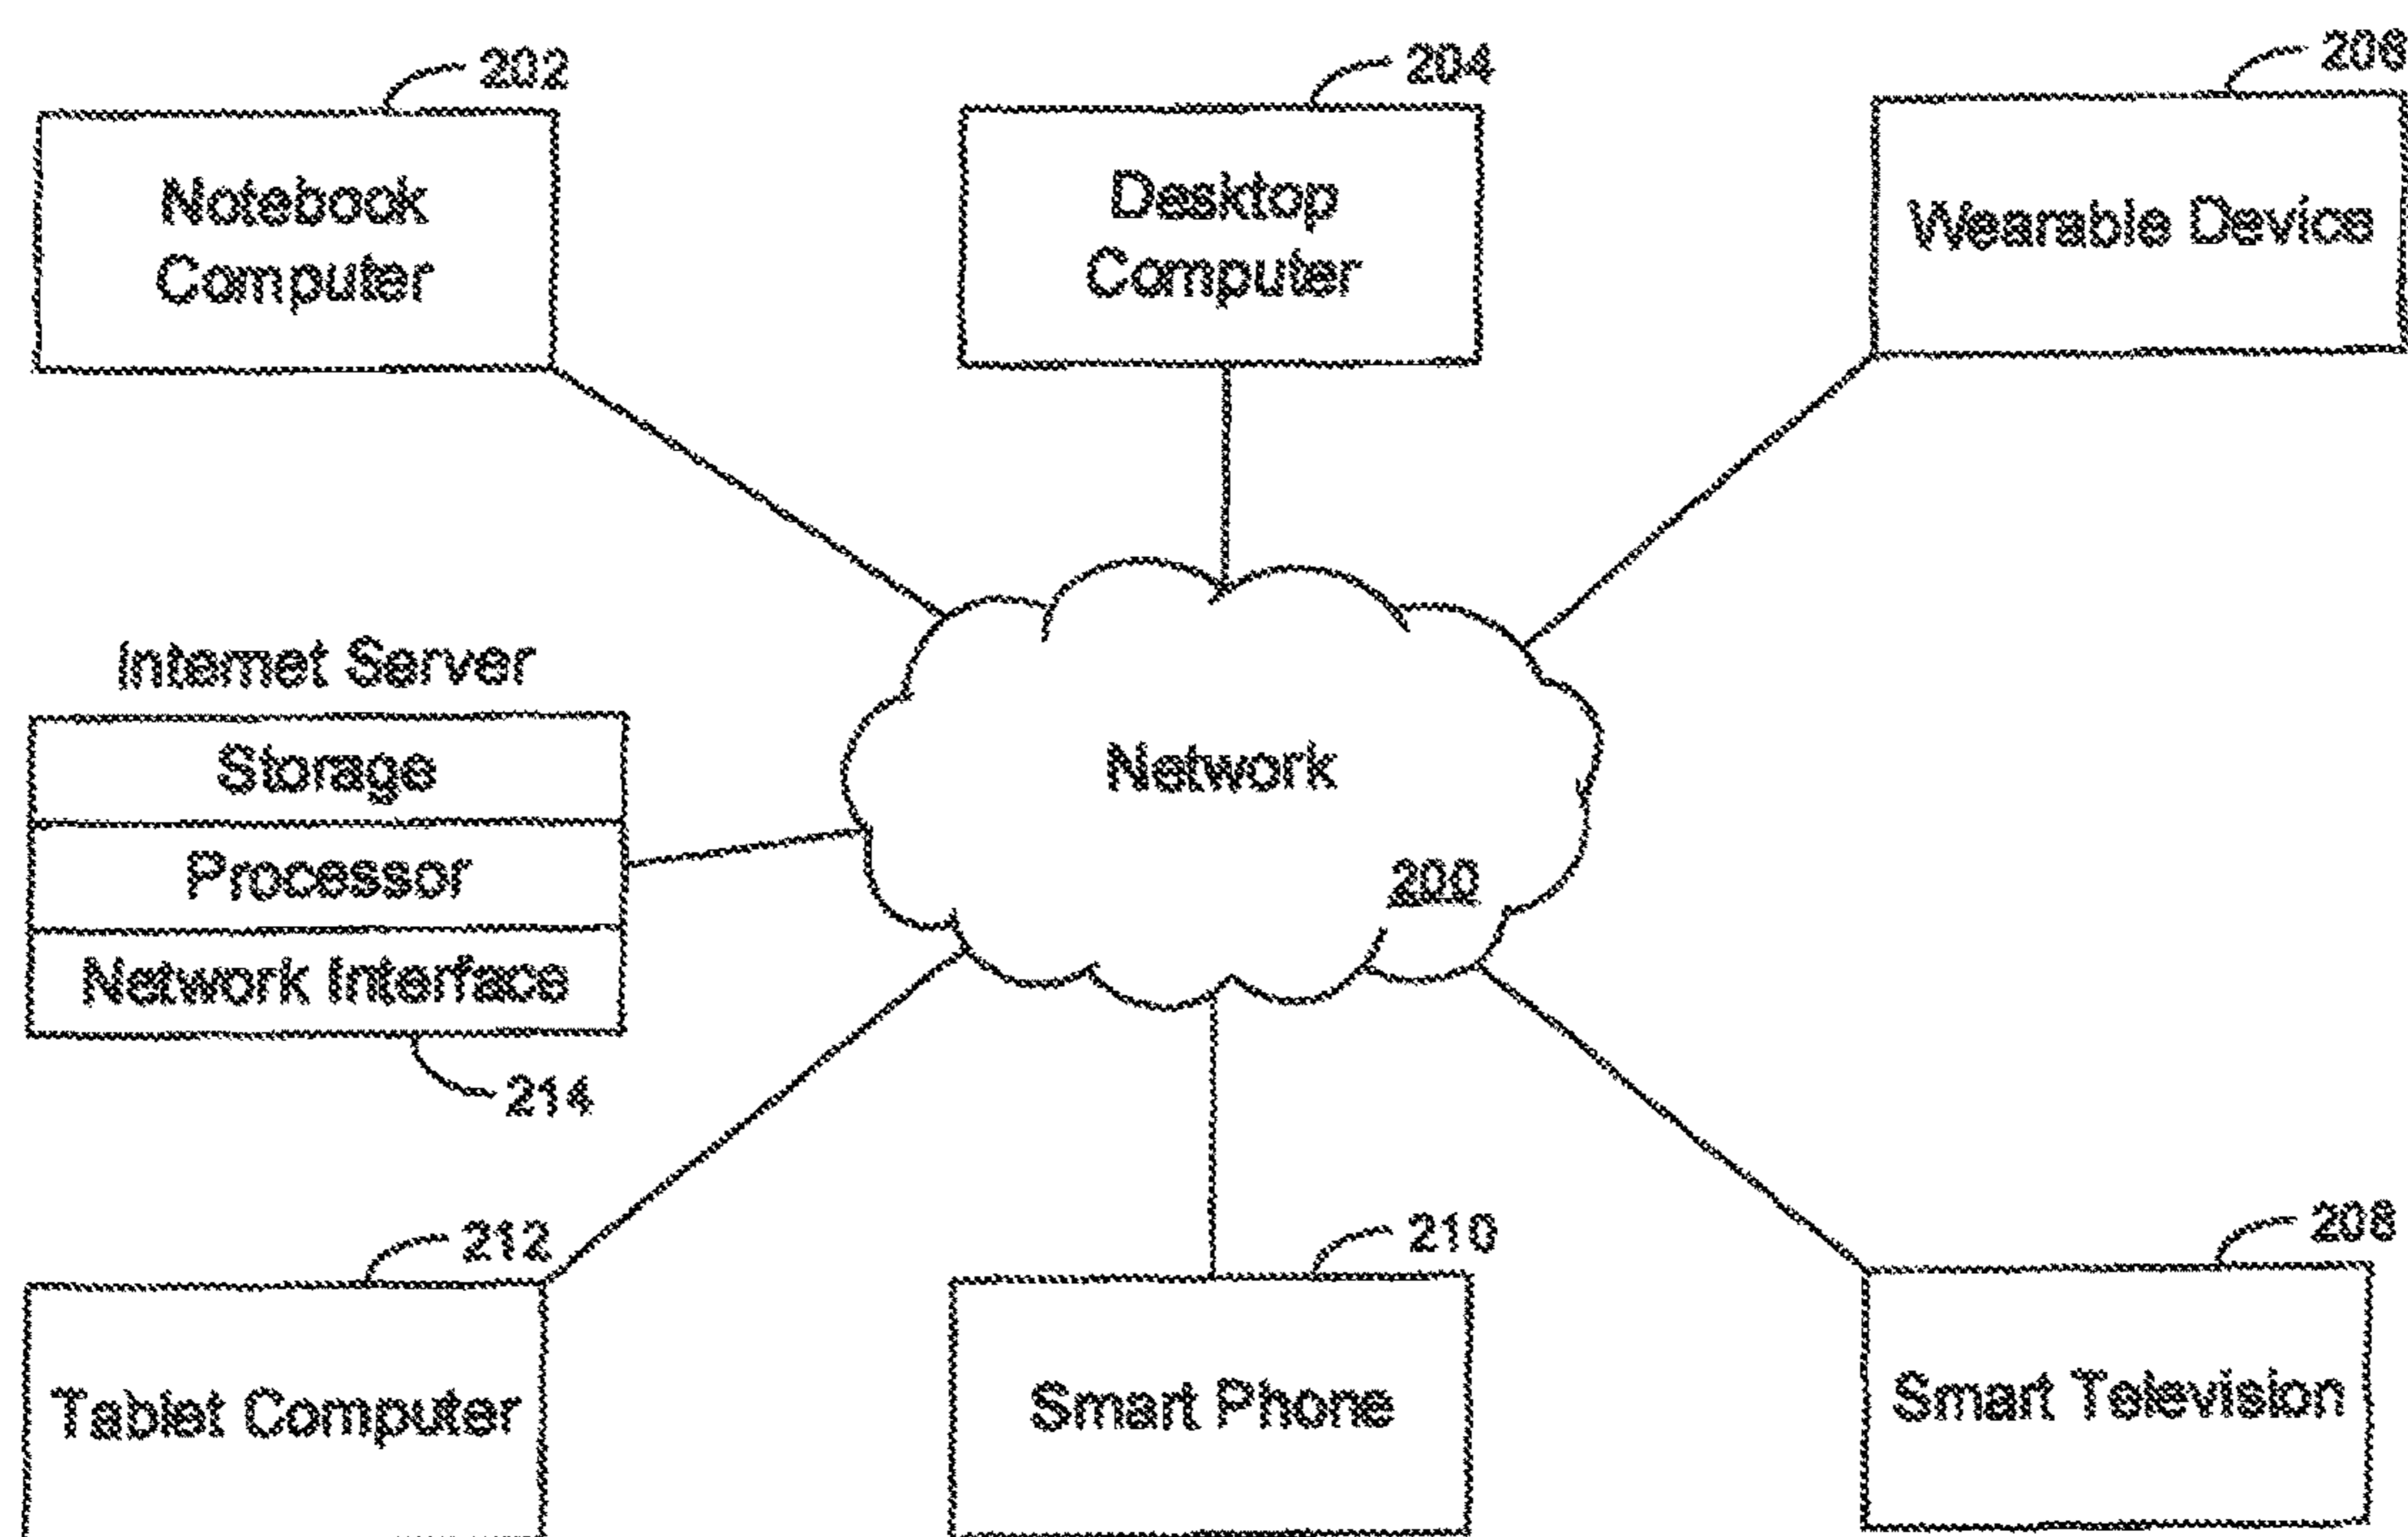 202
204
206
Notebook
Computer
Desktop
Computer
Wearable Device
Internet Server
Storage
Processor
Network Interface
214
Network
200
212
210
208
Tablet Computer
Smart Phone
Smart Television